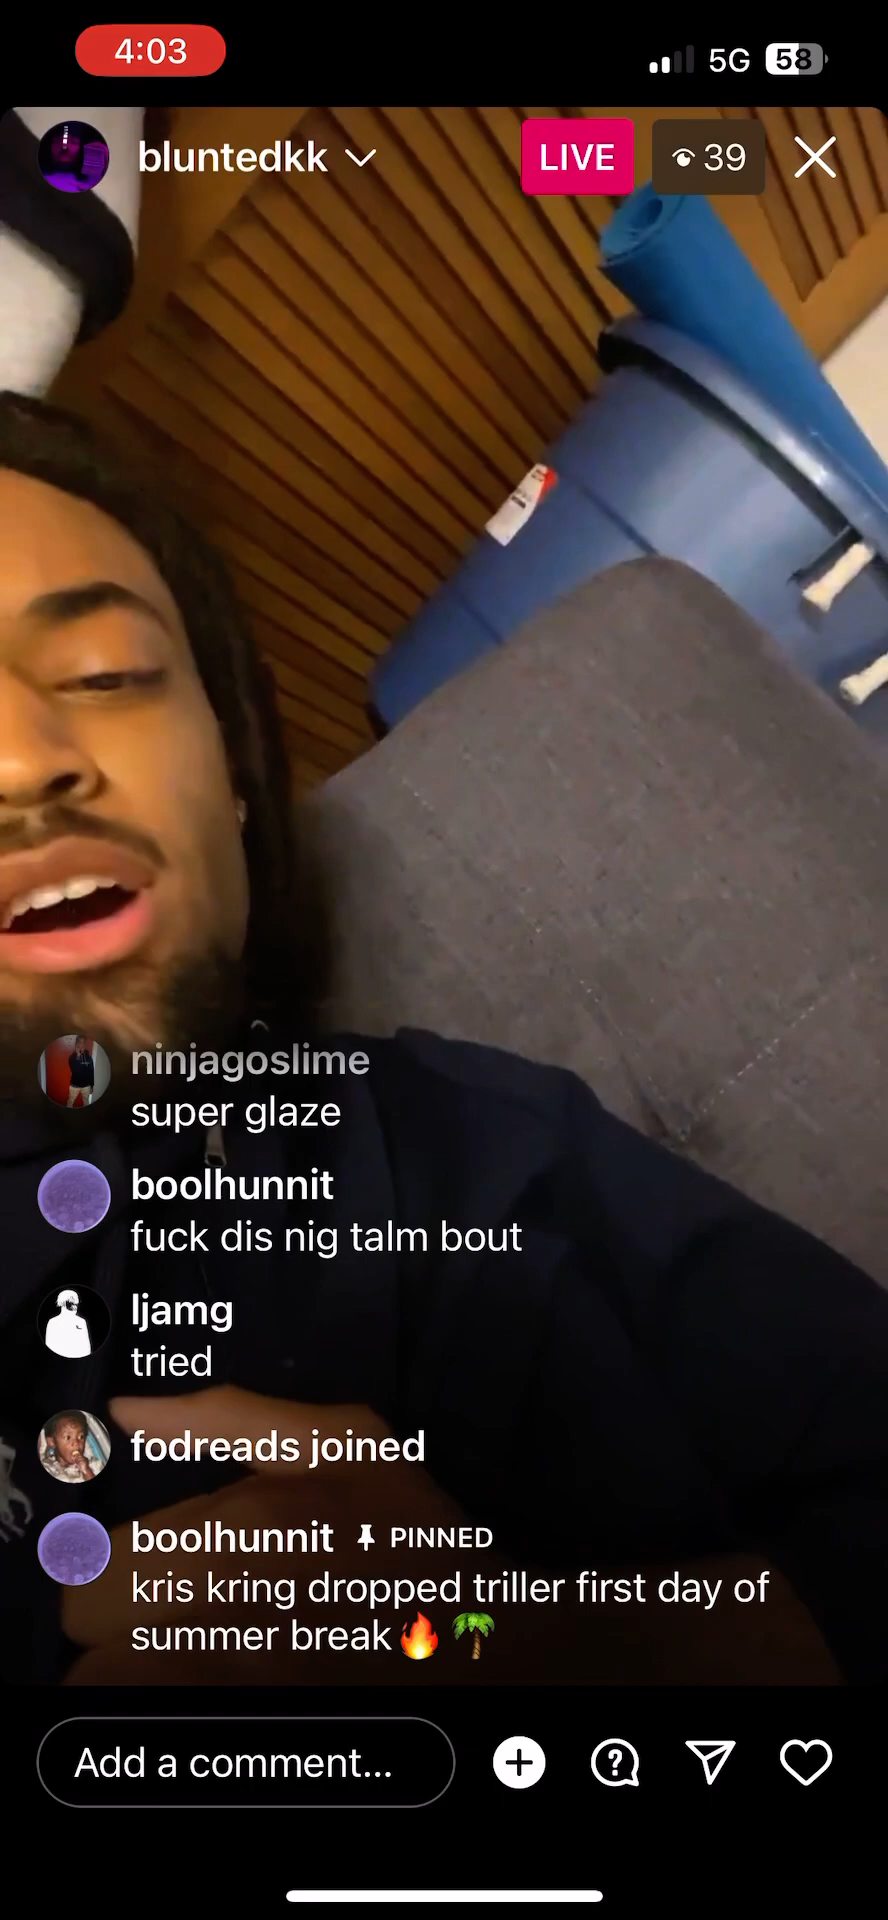 4:03
5G 58
bluntedkk
LIVE
39
ninjagoslime
super glaze
boolhunnit
fuck dis nig talm bout
ljamg
tried
fodreads joined
boolhunnit PINNED
kris kring dropped triller first day of
summer break🔥🌴
Add a comment...